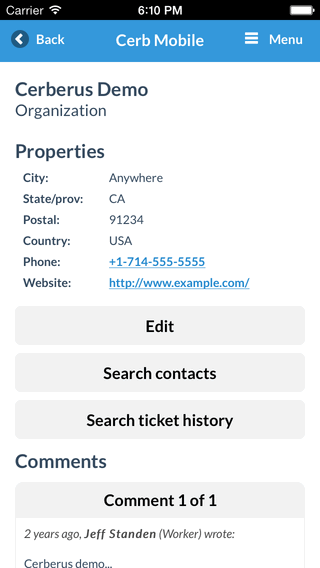 Carrier 6:10 PM
Back Cerb Mobile Menu
Cerberus Demo
Organization
Properties
City: Anywhere
State/prov: CA
Postal: 91234
Country: USA
Phone: +1-714-555-5555
Website: http://www.example.com/
Edit
Search contacts
Search ticket history
Comments
Comment 1 of 1
2 years ago, Jeff Standen (Worker) wrote:
Cerberus demo...